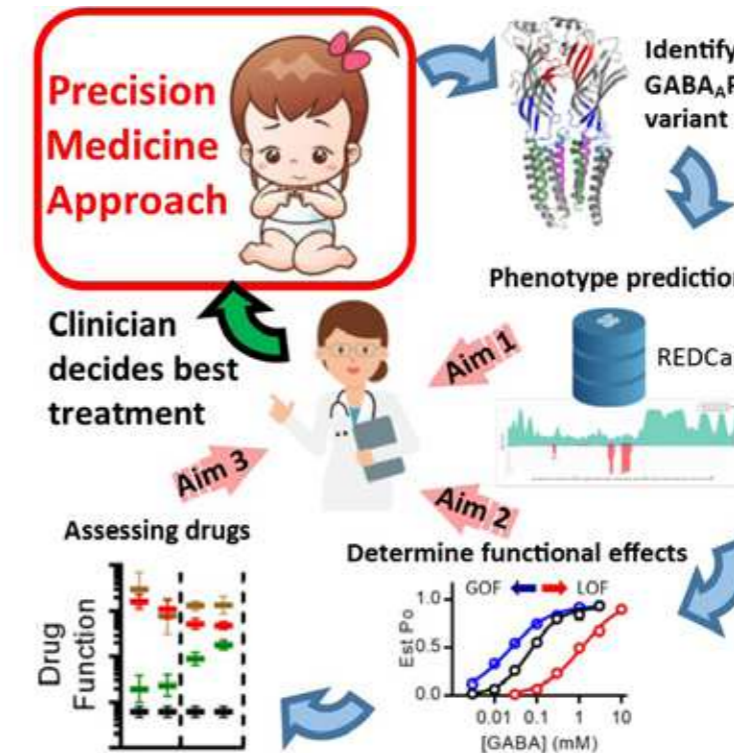 Precision
Medicine
Approach
Identify
GABA_AR
variant
Phenotype prediction
REDCa
Clinician
decides best
treatment
Aim 1
Aim 2
Aim 3
Assessing drugs
Drug
Function
Determine functional effects
GOF
LOF
Est Po
1.0
0.5
0.0
0.01
0.1
1
10
[GABA] (mM)